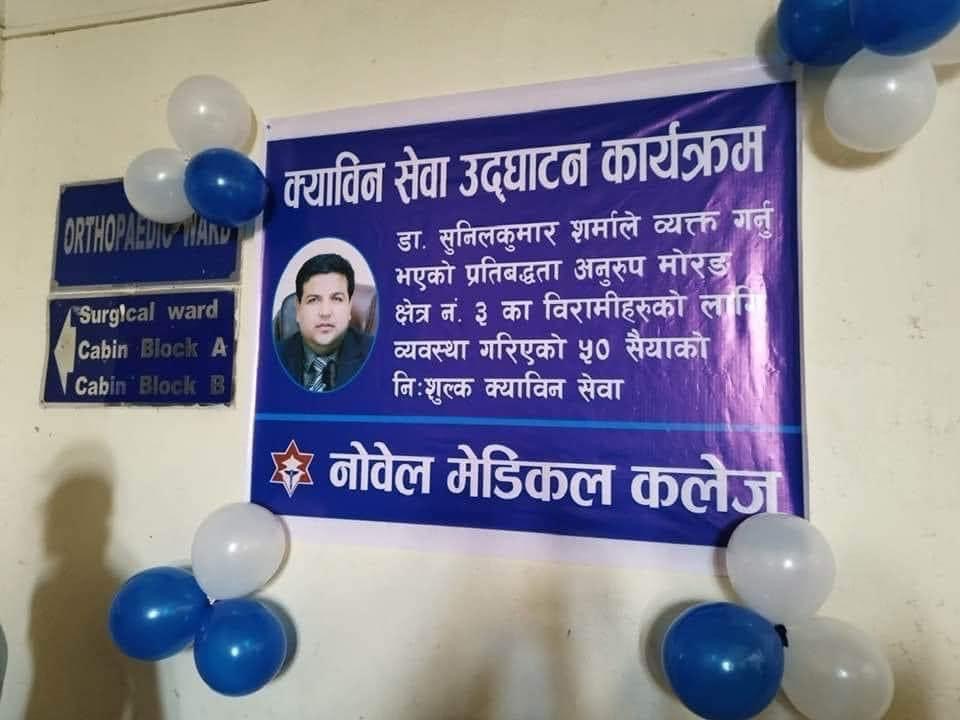 ORTHOPAEDIC WARD
Surgical ward
Cabin Block A
Cabin Block B
क्याविन सेवा उद्घाटन कार्यक्रम
डा. सुनिलकुमार शर्माले व्यक्त गर्नु
भएको प्रतिबद्धता अनुरुप मोरङ
क्षेत्र नं. ३ का विरामीहरुको लागि
व्यवस्था गरिएको ५० सैयाको
नि:शुल्क क्याविन सेवा
नोवेल मेडिकल कलेज